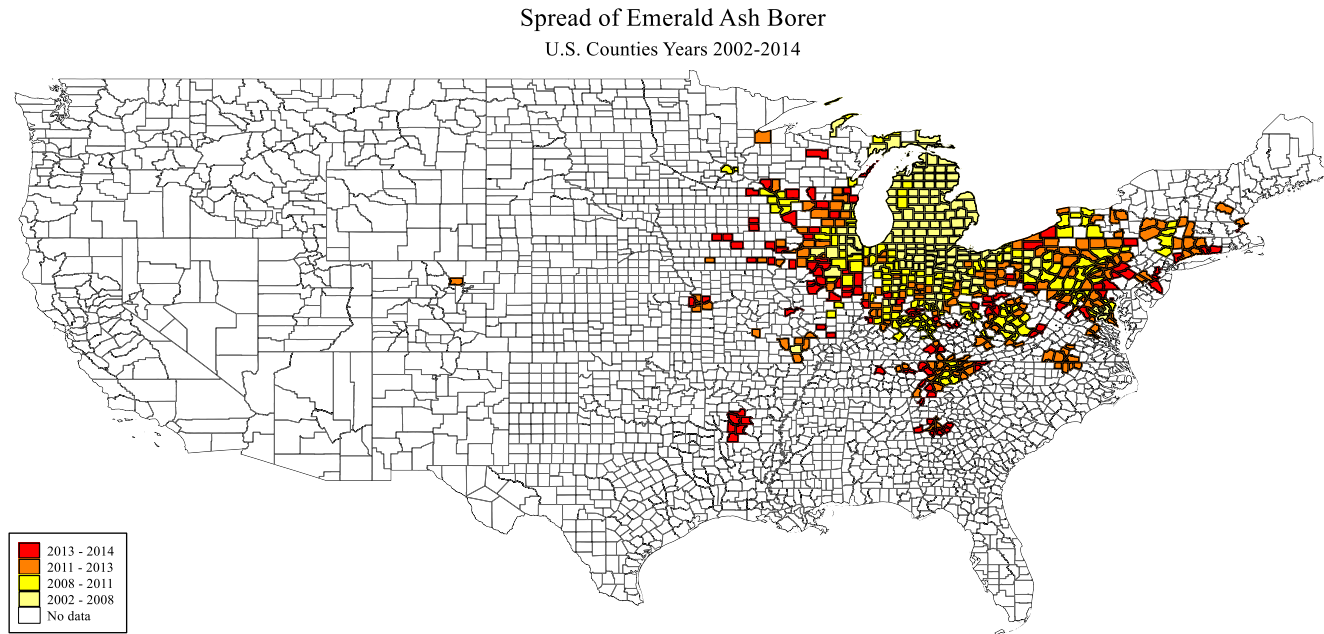 Spread of Emerald Ash Borer
U.S. Counties Years 2002-2014
2013 - 2014
2011 - 2013
2008 - 2011
2002 - 2008
No data